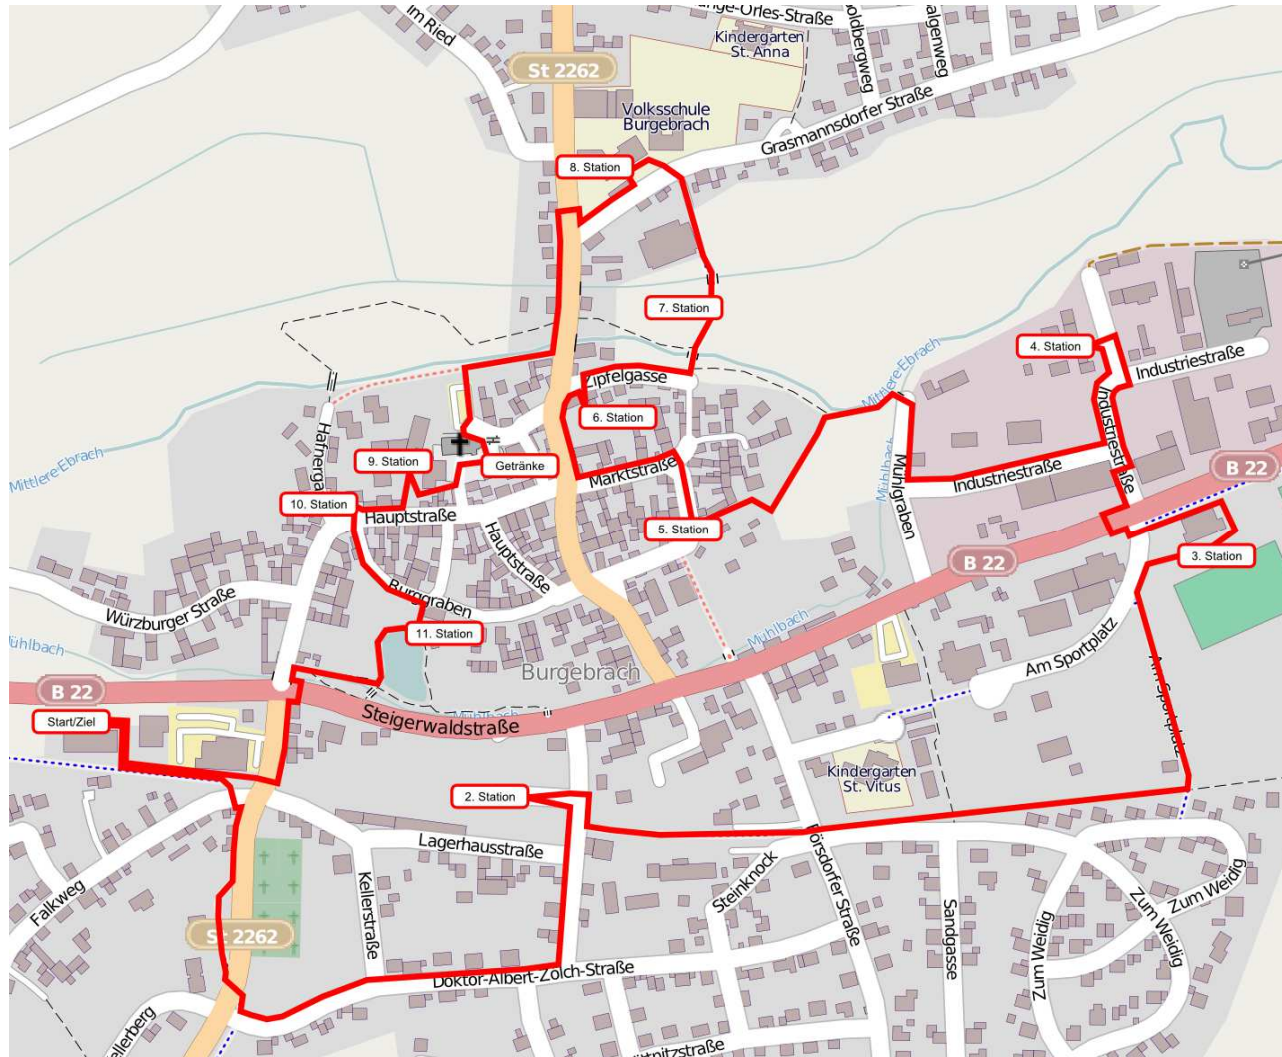 Im Ried
St 2262
Kindergarten
St. Anna
Volksschule
Burgebrach
Grasmannsdorfer Straße
8. Station
7. Station
Mittlere Ebrach
4. Station
Industriestraße
Industriestraße
Zipfelgasse
6. Station
Mittlere Ebrach
9. Station
Getränke
Marktstraße
B 22
Mühlbach
Mühlgraben
Industriestraße
10. Station
Hauptstraße
5. Station
Hauptstraße
B 22
3. Station
Würzburger Straße
Burggraben
11. Station
Mühlbach
Am Sportplatz
Am Sportplatz
Burgebrach
B 22
Start/Ziel
Steigerwaldstraße
Mühlbach
Kindergarten
St. Vitus
2. Station
Lagerhausstraße
Kellerstraße
Falkweg
Steinknock
Sandgasse
Zum Weidig
Zum Weidig
Zum Weidig
St 2262
Doktor-Albert-Zölch-Straße